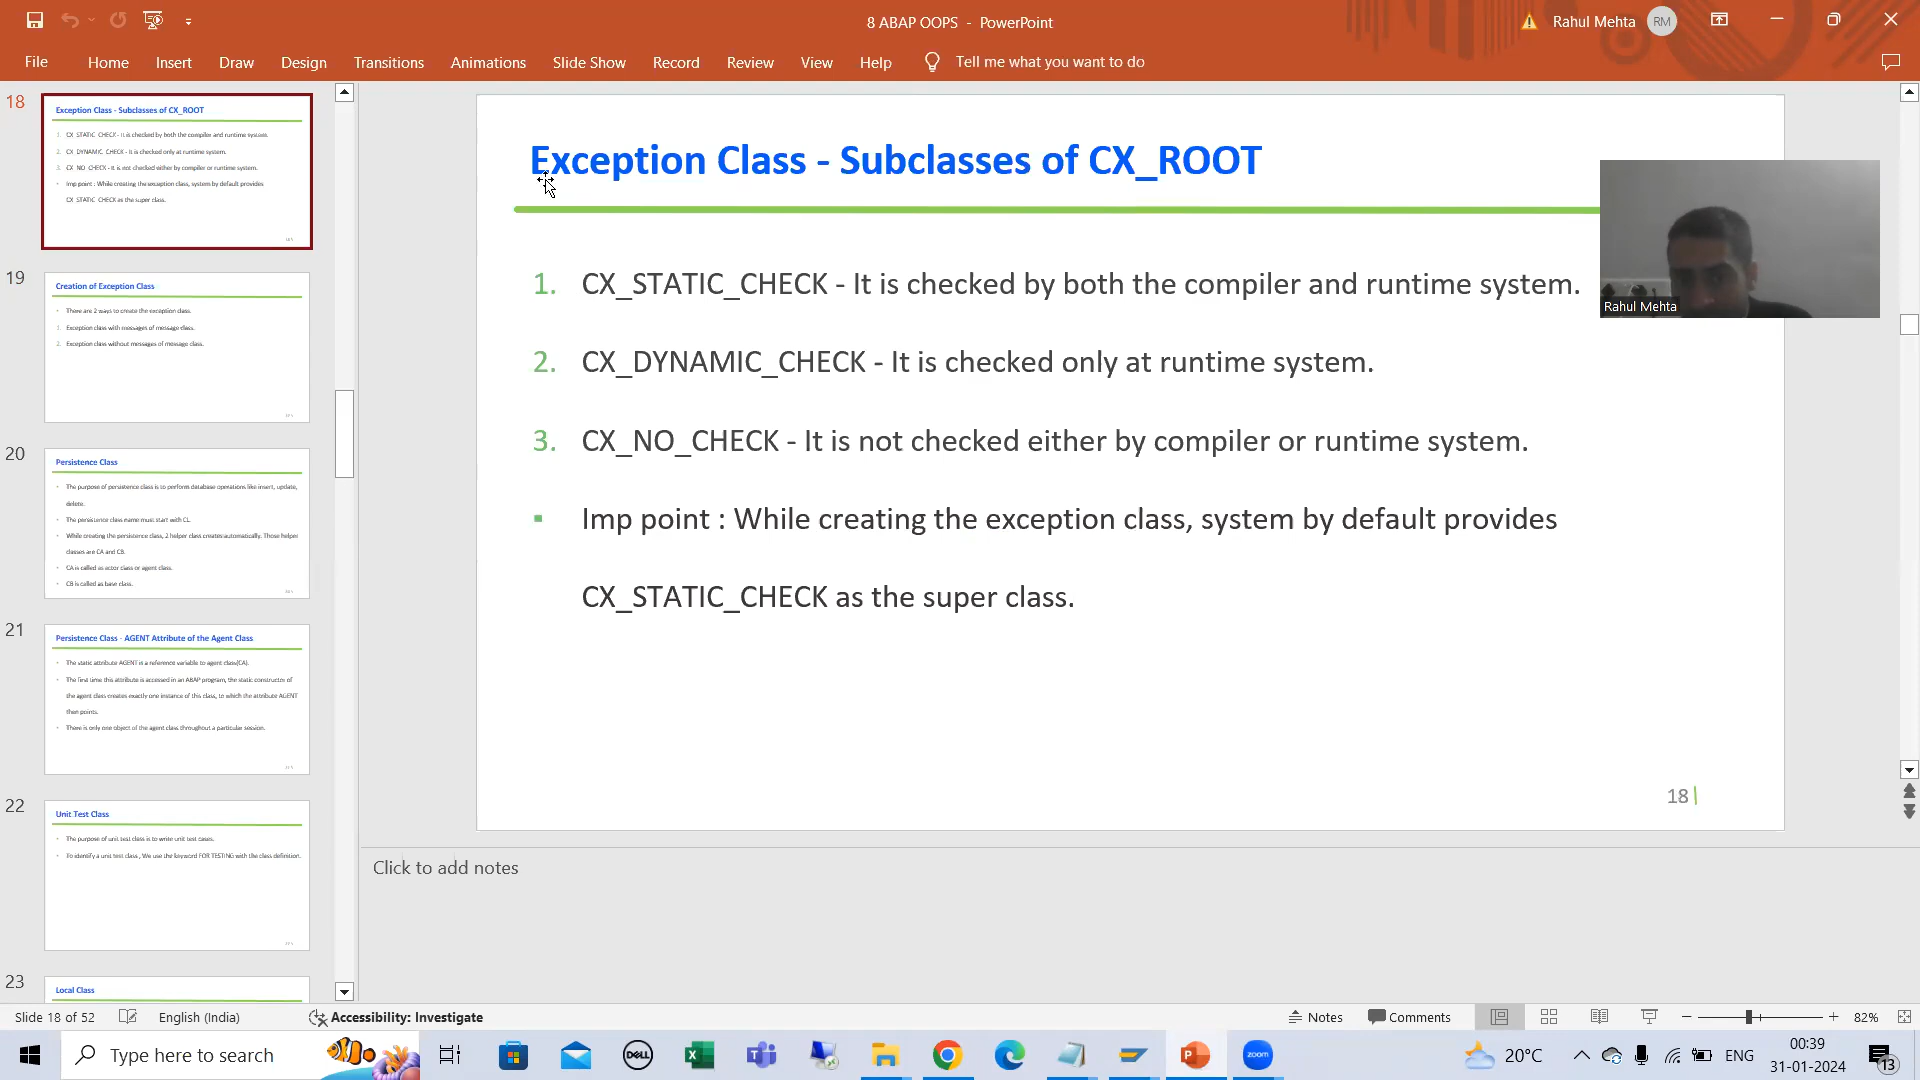 8 ABAP OOPS - PowerPoint
Rahul Mehta
RM
File
Home
Insert
Draw
Design
Transitions
Animations
Slide Show
Record
Review
View
Help
Tell me what you want to do
18
Exception Class - Subclasses of CX_ROOT
1. CX_STATIC_CHECK - It is checked by both the compiler and runtime system.
2. CX_DYNAMIC_CHECK - It is checked only at runtime system.
3. CX_NO_CHECK - It is not checked either by compiler or runtime system.
Imp point : While creating the exception class, system by default provides
CX_STATIC_CHECK as the super class.
19
Creation of Exception Class
There are 2 ways to create the exception class.
1. Exception class with messages of message class.
2. Exception class without messages of message class.
20
Persistence Class
The purpose of persistence class is to perform database operations like insert, update,
delete.
The persistence class name must start with CL.
While creating the persistence class, 2 helper class creates automatically. Those helper
classes are CA and CB.
CA is called as actor class or agent class.
CB is called as base class.
21
Persistence Class - AGENT Attribute of the Agent Class
The static attribute AGENT is a reference variable to agent class(CA).
The first time this attribute is accessed in an ABAP program, the static constructor of
the agent class creates exactly one instance of this class, to which the attribute AGENT
then points.
There is only one object of the agent class throughout a particular session.
22
Unit Test Class
The purpose of unit test class is to write unit test cases.
To identify a unit test class , We use the keyword FOR TESTING with the class definition.
23
Local Class
Exception Class - Subclasses of CX_ROOT
1. CX_STATIC_CHECK - It is checked by both the compiler and runtime system.
2. CX_DYNAMIC_CHECK - It is checked only at runtime system.
3. CX_NO_CHECK - It is not checked either by compiler or runtime system.
Imp point : While creating the exception class, system by default provides
CX_STATIC_CHECK as the super class.
18
Rahul Mehta
Click to add notes
Slide 18 of 52
English (India)
Accessibility: Investigate
Notes
Comments
82%
Type here to search
DELL
zoom
20°C
ENG
00:39
31-01-2024
13